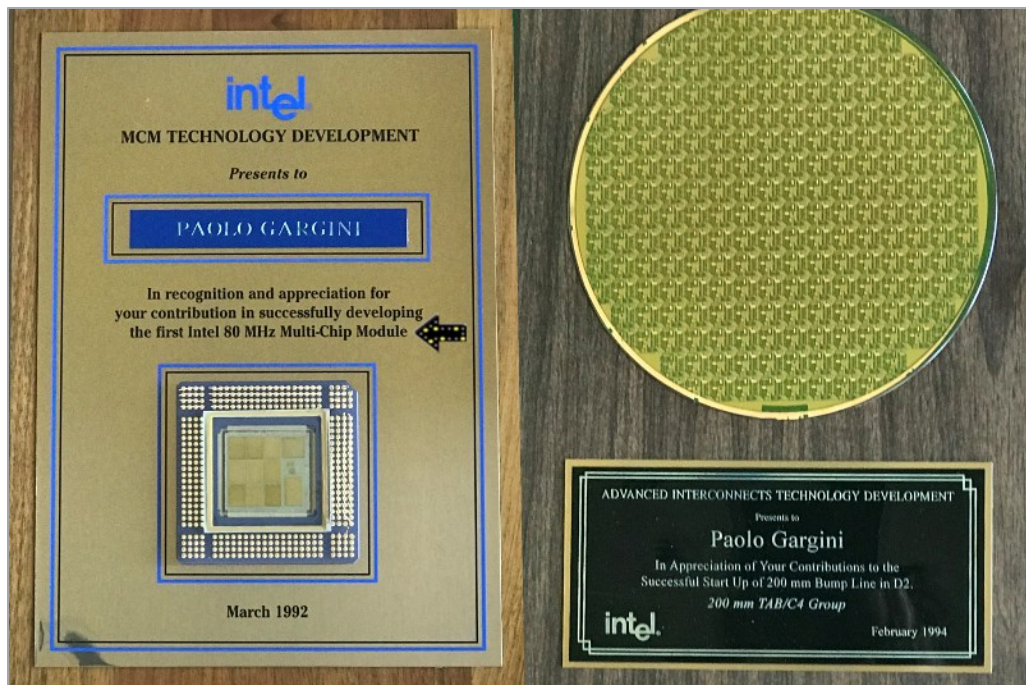 intel®
MCM TECHNOLOGY DEVELOPMENT
Presents to
PAOLO GARGINI
In recognition and appreciation for
your contribution in successfully developing
the first Intel 80 MHz Multi-Chip Module
March 1992
ADVANCED INTERCONNECTS TECHNOLOGY DEVELOPMENT
Presents to
Paolo Gargini
In Appreciation of Your Contributions to the
Successful Start Up of 200 mm Bump Line in D2.
200 mm TAB/C4 Group
intel®
February 1994